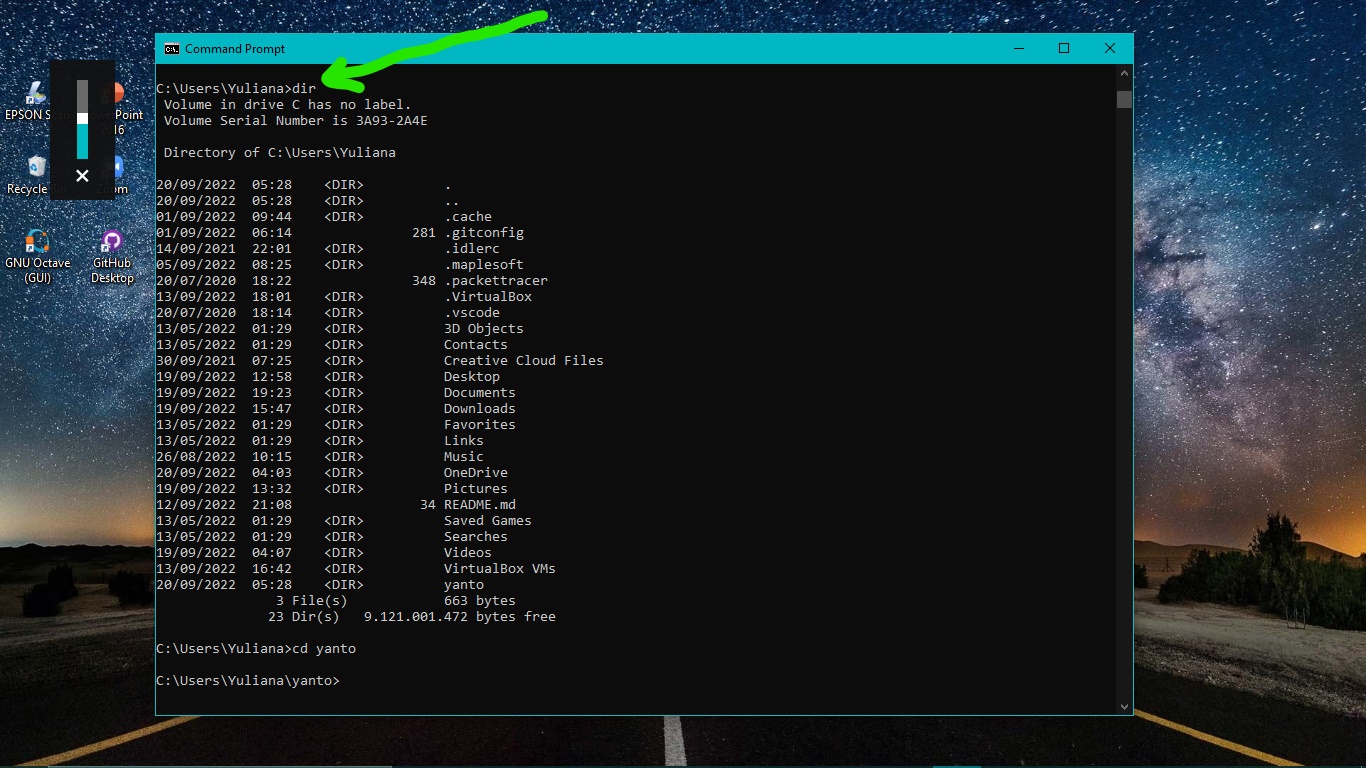 Command Prompt
C:\Users\Yuliana>dir
Volume in drive C has no label.
Volume Serial Number is 3A93-2A4E
Directory of C:\Users\Yuliana
20/09/2022  05:28    <DIR>          .
20/09/2022  05:28    <DIR>          ..
01/09/2022  09:44    <DIR>          .cache
01/09/2022  06:14               281 .gitconfig
14/09/2021  22:01    <DIR>          .idlerc
05/09/2022  08:25    <DIR>          .maplesoft
20/07/2020  18:22               348 .packettracer
13/09/2022  18:01    <DIR>          .VirtualBox
20/07/2020  18:14    <DIR>          .vscode
13/05/2022  01:29    <DIR>          3D Objects
13/05/2022  01:29    <DIR>          Contacts
30/09/2021  07:25    <DIR>          Creative Cloud Files
19/09/2022  12:58    <DIR>          Desktop
19/09/2022  19:23    <DIR>          Documents
19/09/2022  15:47    <DIR>          Downloads
13/05/2022  01:29    <DIR>          Favorites
13/05/2022  01:29    <DIR>          Links
26/08/2022  10:15    <DIR>          Music
20/09/2022  04:03    <DIR>          OneDrive
19/09/2022  13:32    <DIR>          Pictures
12/09/2022  21:08                34 README.md
13/05/2022  01:29    <DIR>          Saved Games
13/05/2022  01:29    <DIR>          Searches
19/09/2022  04:07    <DIR>          Videos
13/09/2022  16:42    <DIR>          VirtualBox VMs
20/09/2022  05:28    <DIR>          yanto
3 File(s)            663 bytes
23 Dir(s)   9.121.001.472 bytes free
C:\Users\Yuliana>cd yanto
C:\Users\Yuliana\yanto>
EPSON
Recycle
Zoom
GNU Octave
(GUI)
GitHub
Desktop